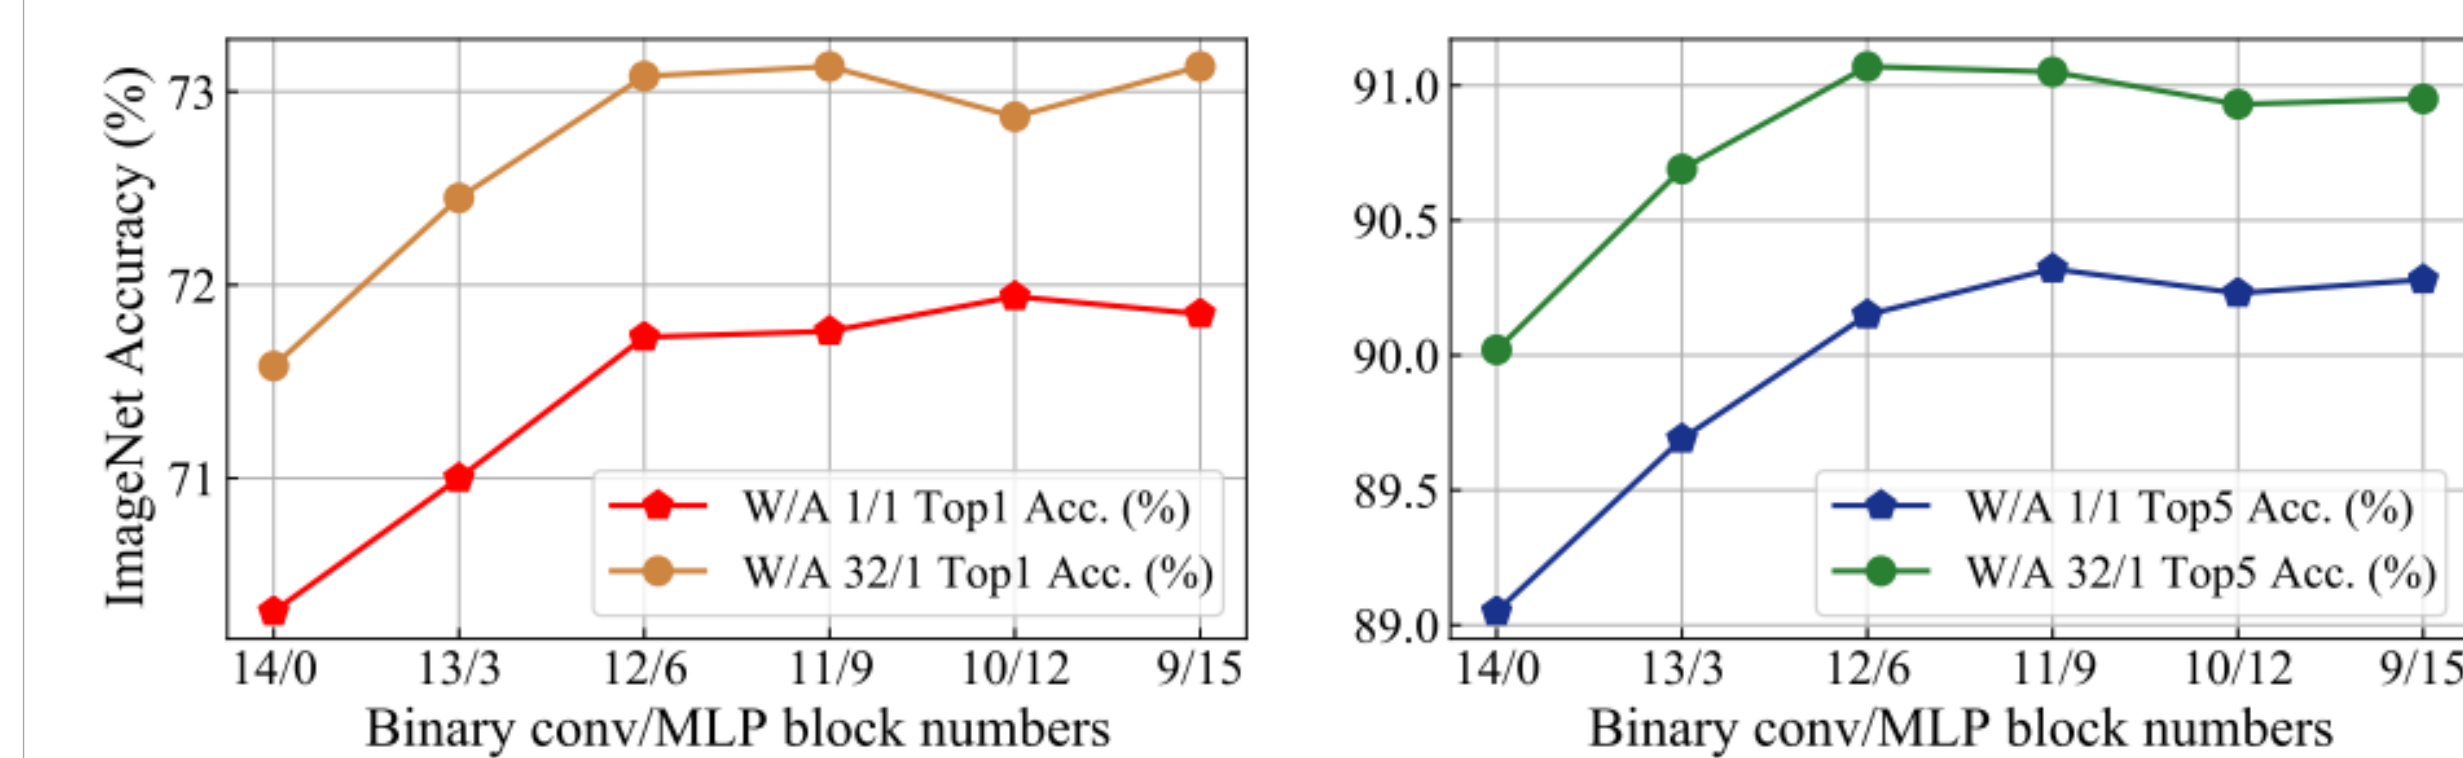 ImageNet Accuracy (%)
73
72
71
W/A 1/1 Top1 Acc. (%)
W/A 32/1 Top1 Acc. (%)
14/0 13/3 12/6 11/9 10/12 9/15
Binary conv/MLP block numbers
91.0
90.5
90.0
89.5
89.0
W/A 1/1 Top5 Acc. (%)
W/A 32/1 Top5 Acc. (%)
14/0 13/3 12/6 11/9 10/12 9/15
Binary conv/MLP block numbers